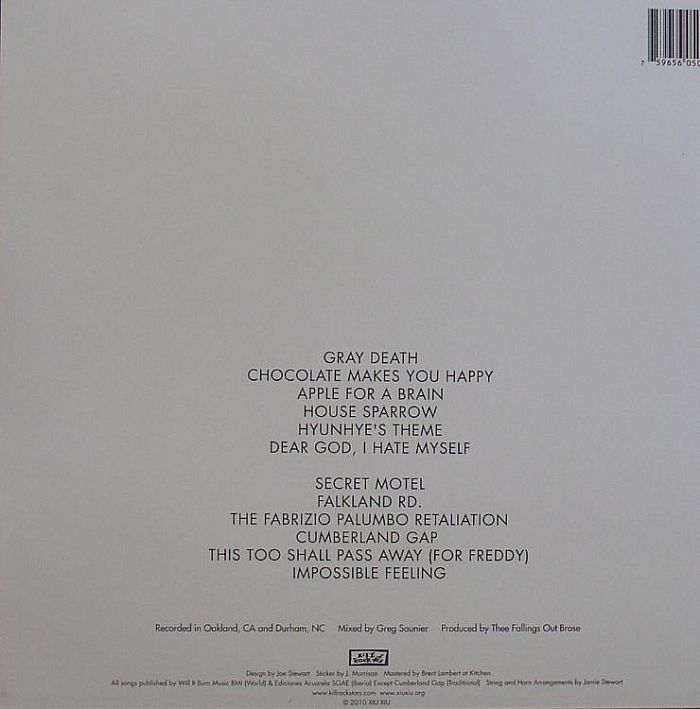 7 59656 050
GRAY DEATH
CHOCOLATE MAKES YOU HAPPY
APPLE FOR A BRAIN
HOUSE SPARROW
HYUNHYE'S THEME
DEAR GOD, I HATE MYSELF
SECRET MOTEL
FALKLAND RD.
THE FABRIZIO PALUMBO RETALIATION
CUMBERLAND GAP
THIS TOO SHALL PASS AWAY (FOR FREDDY)
IMPOSSIBLE FEELING
Recorded in Oakland, CA and Durham, NC Mixed by Greg Saunier Produced by Thee Fallings Out Brose
KILL ROCK
Design by Joe Stewart Sticker by J. Morrison Mastered by Brent Lambert at Kitchen
All songs published by Will It Burn Music BMI (World) & Ediciones Acuarela SGAE (Iberia) Except Cumberland Gap (Traditional) String and Horn Arrangements by Jamie Stewart
www.killrockstars.com www.xiuxiu.org
© 2010 XIU XIU